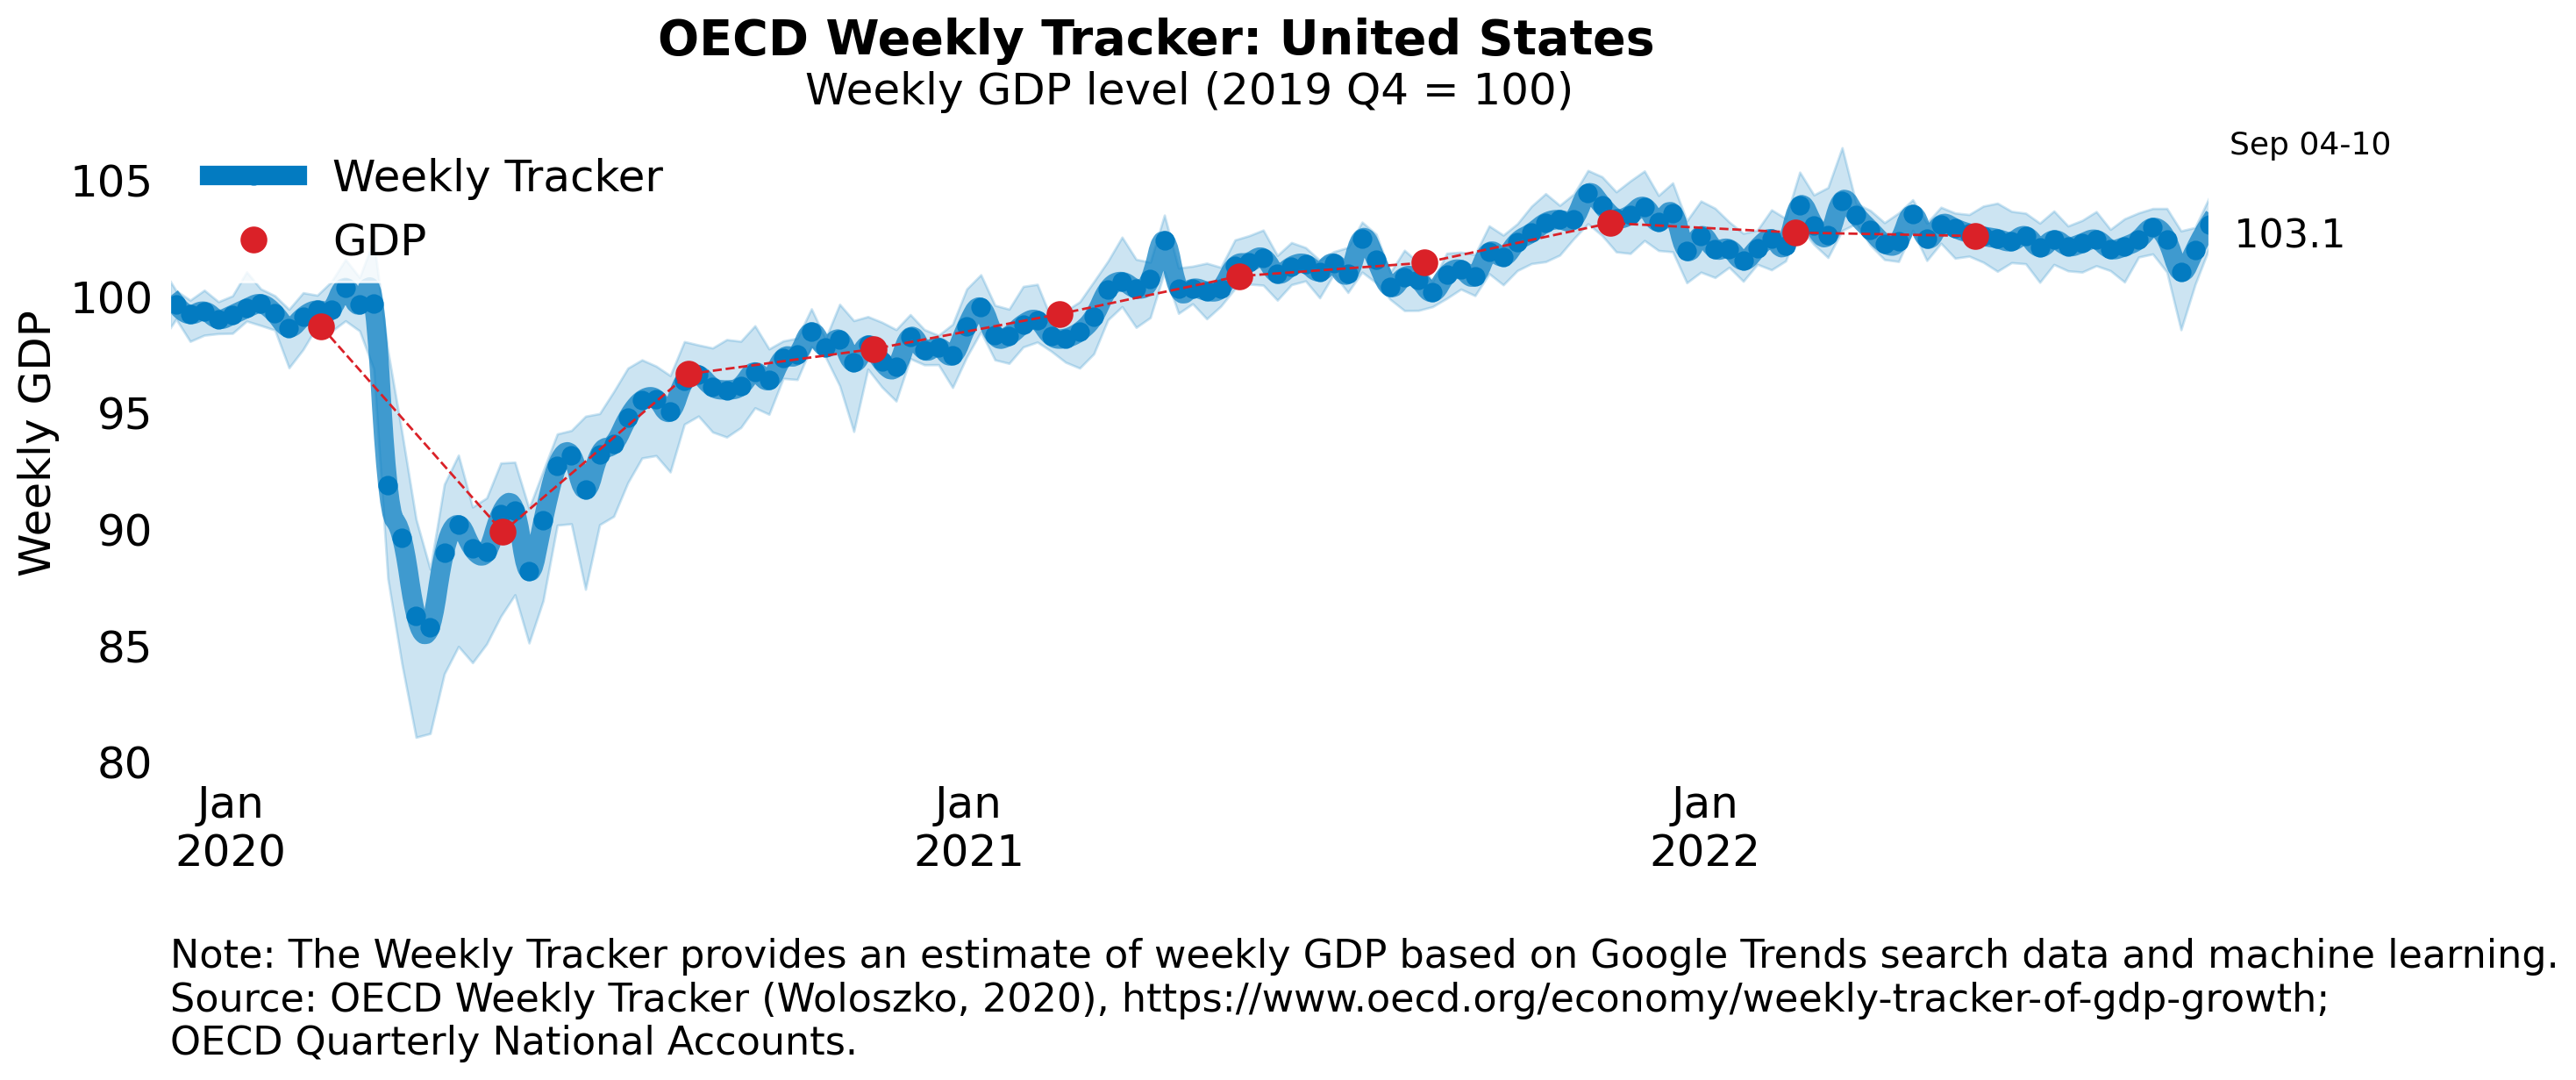 OECD Weekly Tracker: United States
Weekly GDP level (2019 Q4 = 100)
Sep 04-10
103.1
Weekly Tracker
GDP
Weekly GDP
105
100
95
90
85
80
Jan
2020
Jan
2021
Jan
2022
Note: The Weekly Tracker provides an estimate of weekly GDP based on Google Trends search data and machine learning.
Source: OECD Weekly Tracker (Woloszko, 2020), https://www.oecd.org/economy/weekly-tracker-of-gdp-growth;
OECD Quarterly National Accounts.